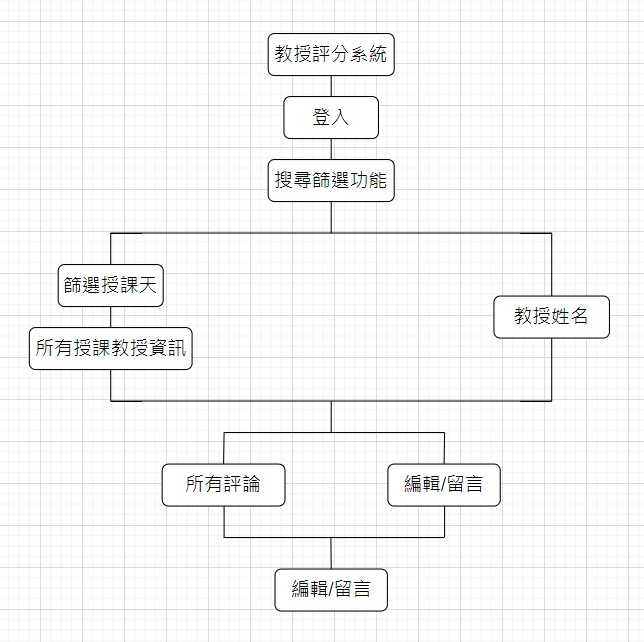 教授評分系統
登入
搜尋篩選功能
篩選授課天
教授姓名
所有授課教授資訊
所有評論
編輯/留言
編輯/留言